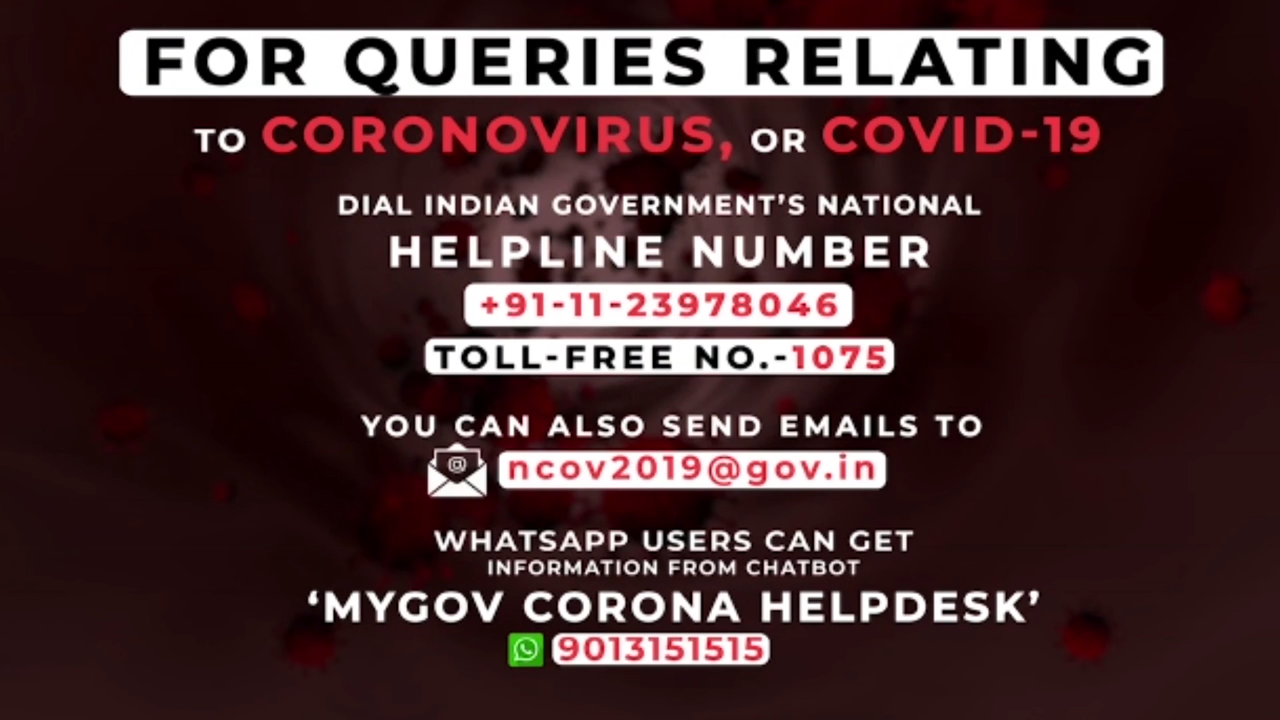 FOR QUERIES RELATING
TO CORONOVIRUS, OR COVID-19
DIAL INDIAN GOVERNMENT'S NATIONAL
HELPLINE NUMBER
+91-11-23978046
TOLL-FREE NO.-1075
YOU CAN ALSO SEND EMAILS TO
@ ncov2019@gov.in
WHATSAPP USERS CAN GET
INFORMATION FROM CHATBOT
‘MYGOV CORONA HELPDESK’
9013151515